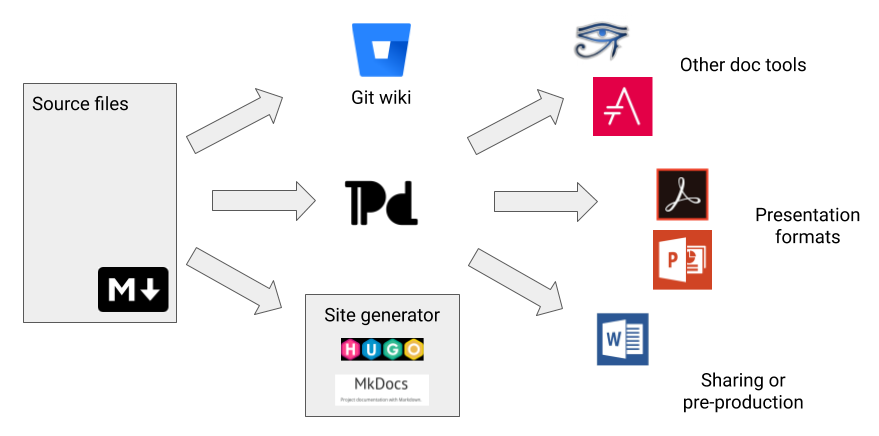 Source files
M
Git wiki
Pd
Site generator
HUGO
MkDocs
Project documentation with Markdown.
Other doc tools
A
P
Presentation
formats
W
Sharing or
pre-production